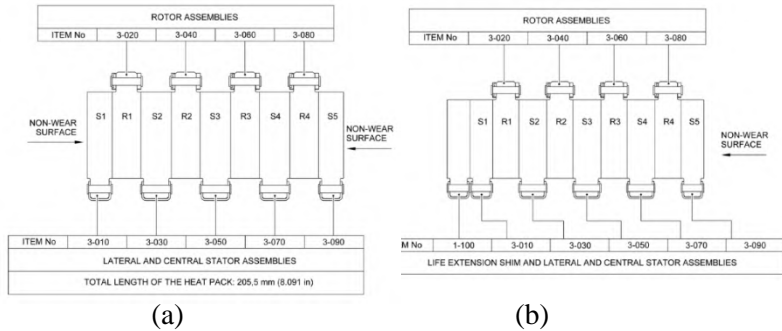 ROTOR ASSEMBLIES
ITEM No 3-020 3-040 3-060 3-080
S1 R1 S2 R2 S3 R3 S4 R4 S5
NON-WEAR
SURFACE
NON-WEAR
SURFACE
ITEM No 3-010 3-030 3-050 3-070 3-090
LATERAL AND CENTRAL STATOR ASSEMBLIES
TOTAL LENGTH OF THE HEAT PACK: 205,5 mm (8.091 in)
(a)
ROTOR ASSEMBLIES
ITEM No 3-020 3-040 3-060 3-080
S1 R1 S2 R2 S3 R3 S4 R4 S5
NON-WEAR
SURFACE
M No 1-100 3-010 3-030 3-050 3-070 3-090
LIFE EXTENSION SHIM AND LATERAL AND CENTRAL STATOR ASSEMBLIES
(b)